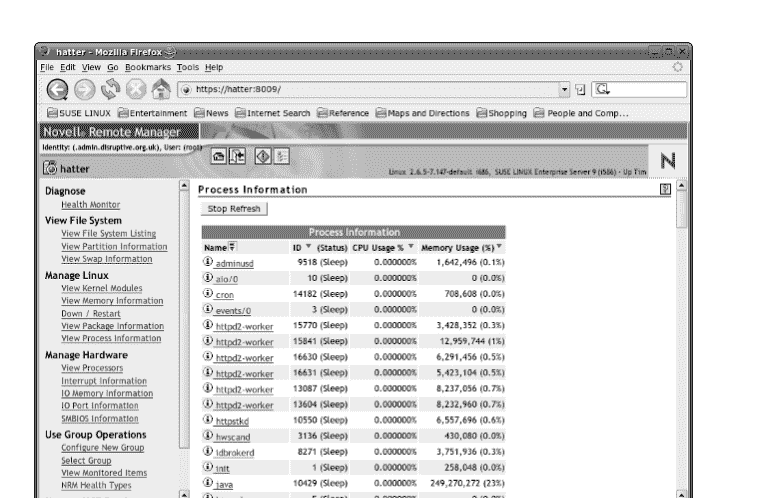 hatter - Mozilla Firefox
File Edit View Go Bookmarks Tools Help
https://hatter:8009/
SUSE LINUX Entertainment News Internet Search Reference Maps and Directions Shopping People and Comp...
Novell® Remote Manager
Identity: (.admin.disruptive.org.uk), User: (root)
hatter
Linux 2.6.5-7.147-default i686, SUSE LINUX Enterprise Server 9 (i586) - Up Tim
N
Diagnose
Health Monitor
View File System
View File System Listing
View Partition Information
View Swap Information
Manage Linux
View Kernel Modules
View Memory Information
Down / Restart
View Package Information
View Process Information
Manage Hardware
View Processors
Interrupt Information
IO Memory Information
IO Port Information
SMBIOS Information
Use Group Operations
Configure New Group
Select Group
View Monitored Items
NRM Health Types
Process Information
Stop Refresh
Process Information
Name ID (Status) CPU Usage % Memory Usage (%)
adminusd 9518 (Sleep) 0.000000% 1,642,496 (0.1%)
aio/0 10 (Sleep) 0.000000% 0 (0.0%)
cron 14182 (Sleep) 0.000000% 708,608 (0.0%)
events/0 3 (Sleep) 0.000000% 0 (0.0%)
httpd2-worker 15770 (Sleep) 0.000000% 3,428,352 (0.3%)
httpd2-worker 15841 (Sleep) 0.000000% 12,959,744 (1%)
httpd2-worker 16630 (Sleep) 0.000000% 6,291,456 (0.5%)
httpd2-worker 16631 (Sleep) 0.000000% 5,423,104 (0.5%)
httpd2-worker 13087 (Sleep) 0.000000% 8,237,056 (0.7%)
httpd2-worker 13604 (Sleep) 0.000000% 8,232,960 (0.7%)
httpstkd 10550 (Sleep) 0.000000% 6,557,696 (0.6%)
hwscand 3136 (Sleep) 0.000000% 430,080 (0.0%)
idbrokerd 8271 (Sleep) 0.000000% 3,751,936 (0.3%)
init 1 (Sleep) 0.000000% 258,048 (0.0%)
java 10429 (Sleep) 0.000000% 249,270,272 (23%)